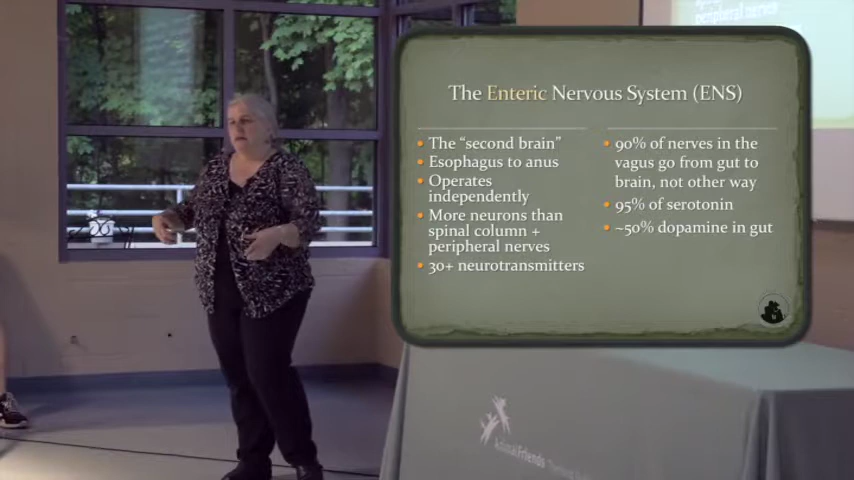 The Enteric Nervous System (ENS)
• The “second brain”
• Esophagus to anus
• Operates
independently
• More neurons than
spinal column +
peripheral nerves
• 30+ neurotransmitters
• 90% of nerves in the
vagus go from gut to
brain, not other way
• 95% of serotonin
• ~50% dopamine in gut
peripheral nerves
AnimalFriends